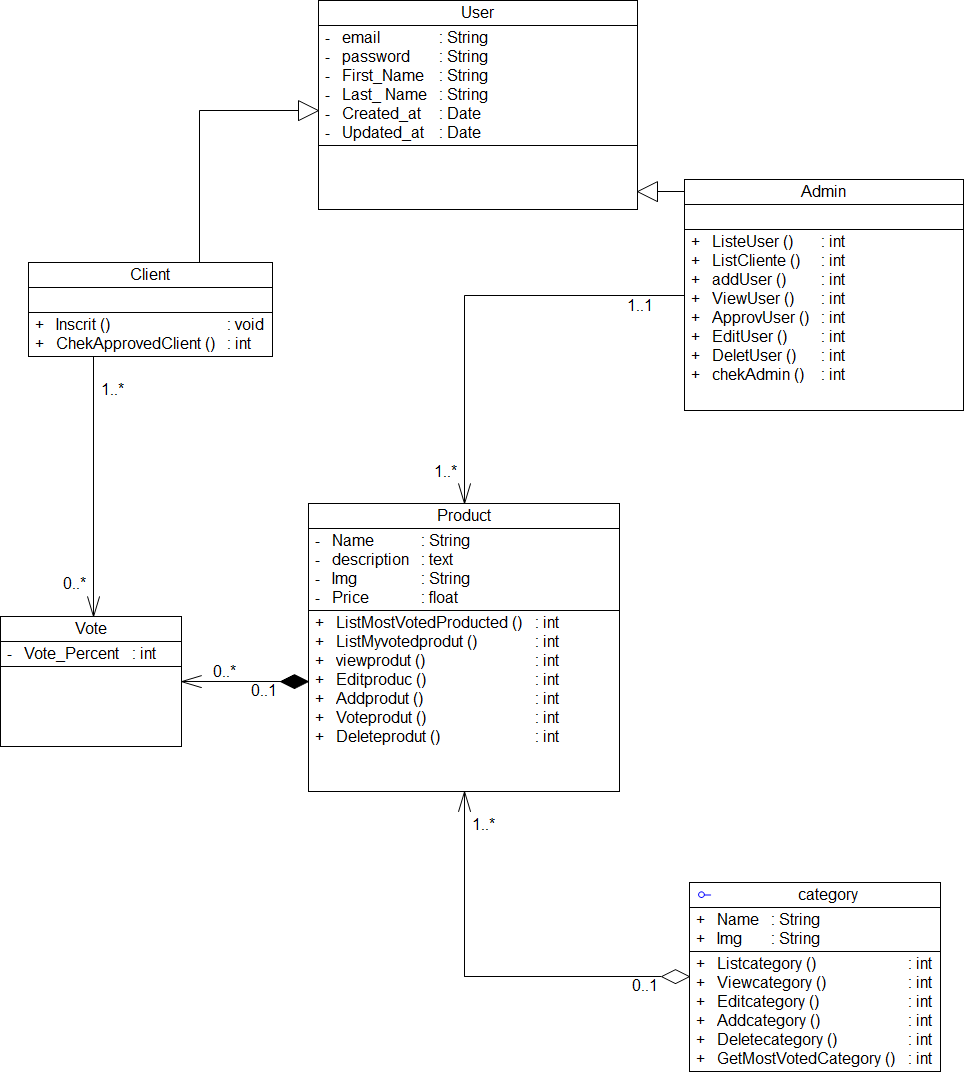 User
- email : String
- password : String
- First_Name : String
- Last_ Name : String
- Created_at : Date
- Updated_at : Date
Admin
+ ListeUser () : int
+ ListCliente () : int
+ addUser () : int
+ ViewUser () : int
+ ApprovUser () : int
+ EditUser () : int
+ DeletUser () : int
+ chekAdmin () : int
Client
+ Inscrit () : void
+ ChekApprovedClient () : int
1..1
1..*
1..*
Product
- Name : String
- description : text
- Img : String
- Price : float
+ ListMostVotedProducted () : int
+ ListMyvotedprodut () : int
+ viewprodut () : int
+ Editproduc () : int
+ Addprodut () : int
+ Voteprodut () : int
+ Deleteprodut () : int
0..*
Vote
- Vote_Percent : int
0..*
0..1
1..*
category
+ Name : String
+ Img : String
+ Listcategory () : int
+ Viewcategory () : int
+ Editcategory () : int
+ Addcategory () : int
+ Deletecategory () : int
+ GetMostVotedCategory () : int
0..1